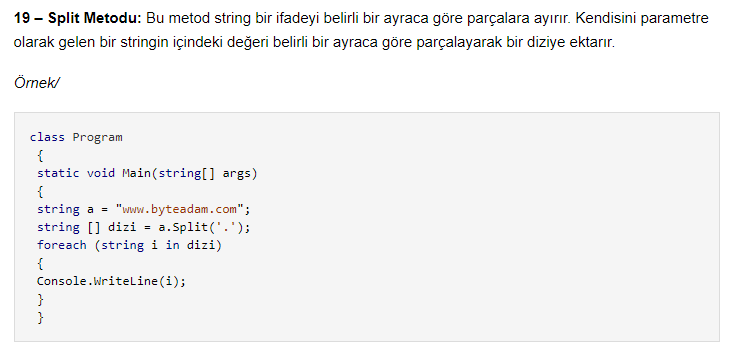 19 – Split Metodu: Bu metod string bir ifadeyi belirli bir ayraca göre parçalara ayırır. Kendisini parametre
olarak gelen bir stringin içindeki değeri belirli bir ayraca göre parçalayarak bir diziye ektarır.
Örnek/
class Program
{
static void Main(string[] args)
{
string a = "www.byteadam.com";
string [] dizi = a.Split('.');
foreach (string i in dizi)
{
Console.WriteLine(i);
}
}